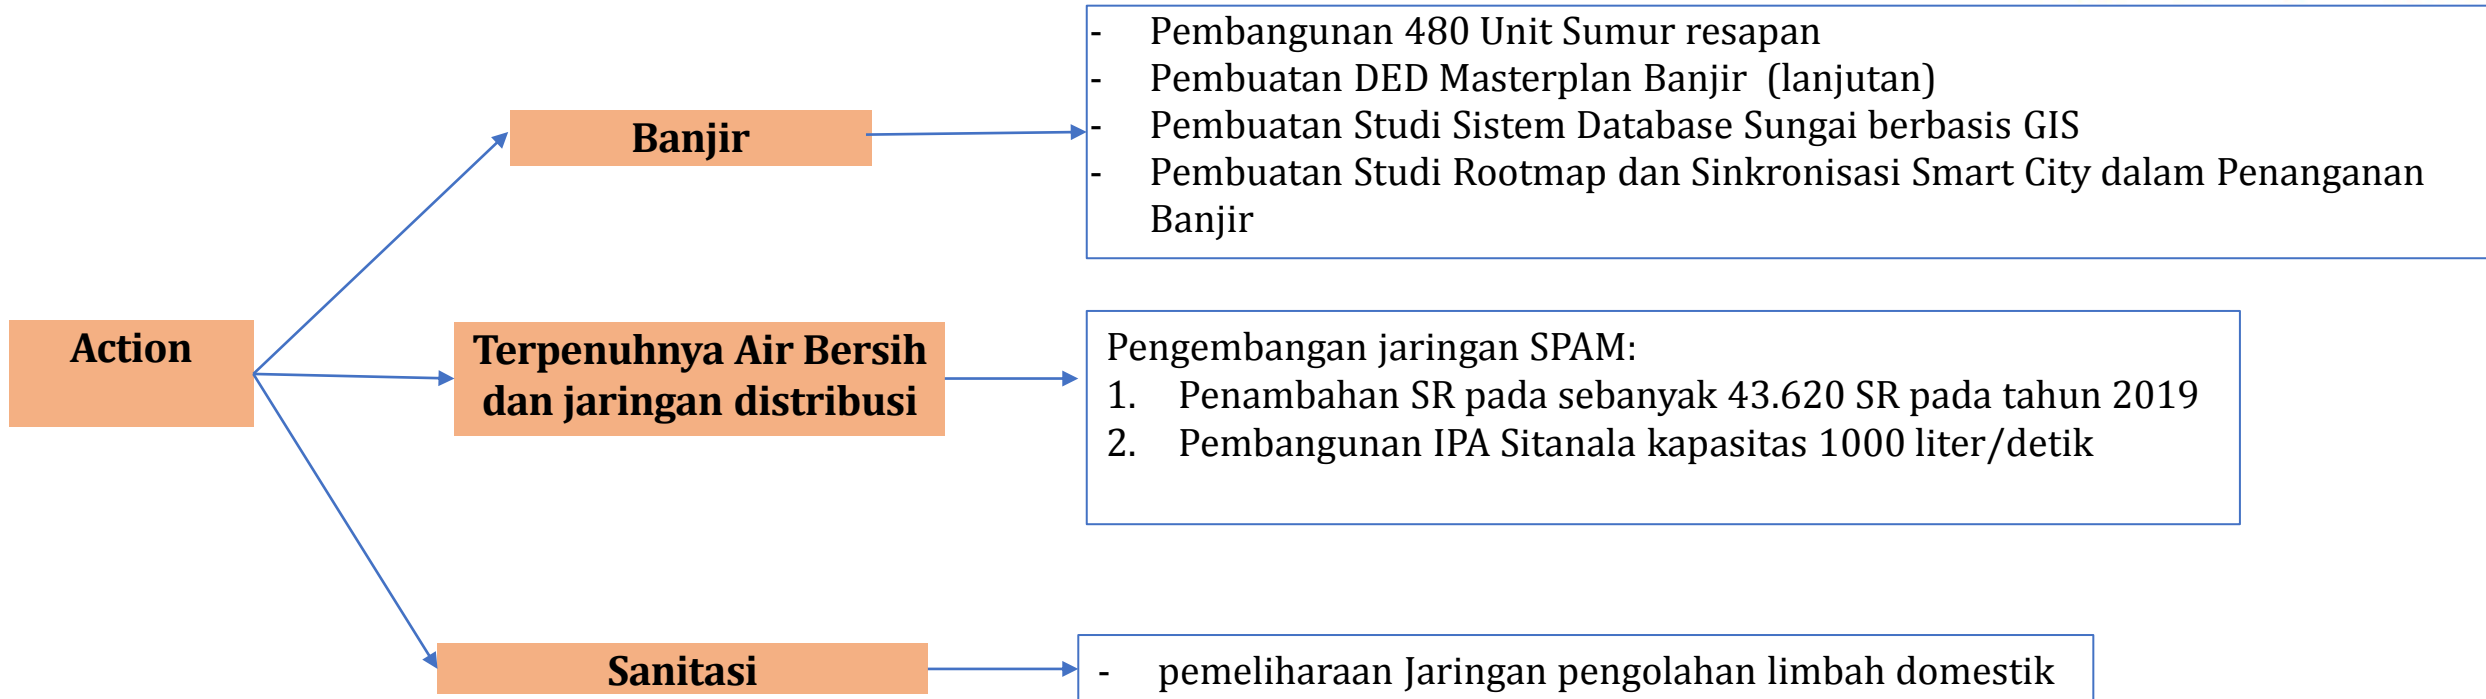 Action
Banjir
- Pembangunan 480 Unit Sumur resapan
- Pembuatan DED Masterplan Banjir (lanjutan)
- Pembuatan Studi Sistem Database Sungai berbasis GIS
- Pembuatan Studi Rootmap dan Sinkronisasi Smart City dalam Penanganan
Banjir
Terpenuhnya Air Bersih
dan jaringan distribusi
Pengembangan jaringan SPAM:
1. Penambahan SR pada sebanyak 43.620 SR pada tahun 2019
2. Pembangunan IPA Sitanala kapasitas 1000 liter/detik
Sanitasi
- pemeliharaan Jaringan pengolahan limbah domestik